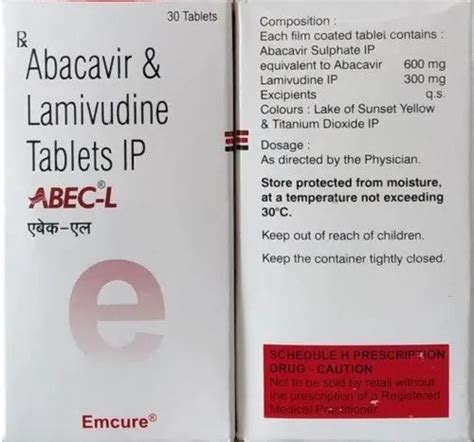 30 Tablets
Rx
Abacavir &
Lamivudine
Tablets IP
ABEC-L®
एबेक-एल
e
Emcure®
Composition :
Each film coated tablet contains :
Abacavir Sulphate IP
equivalent to Abacavir 600 mg
Lamivudine IP 300 mg
Excipients q.s.
Colours : Lake of Sunset Yellow
& Titanium Dioxide IP
Dosage :
As directed by the Physician.
Store protected from moisture,
at a temperature not exceeding
30°C.
Keep out of reach of children.
Keep the container tightly closed.
SCHEDULE H PRESCRIPTION
DRUG - CAUTION
Not to be sold by retail without
the prescription of a Registered
Medical Practitioner.